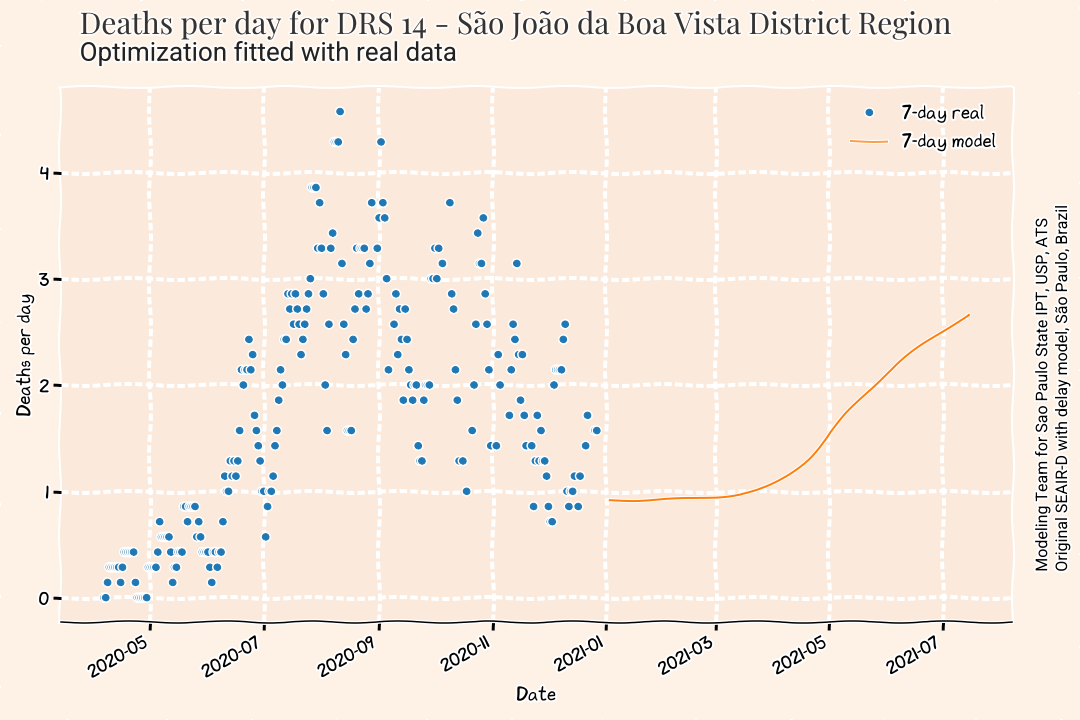 Deaths per day for DRS 14 - São João da Boa Vista District Region
Optimization fitted with real data
7-day real
7-day model
4
3
2
1
0
Deaths per day
2020-05
2020-07
2020-09
2020-11
2021-01
2021-03
2021-05
2021-07
Date
Modeling Team for Sao Paulo State IPT, USP, ATS
Original SEAIR-D with delay model, São Paulo, Brazil